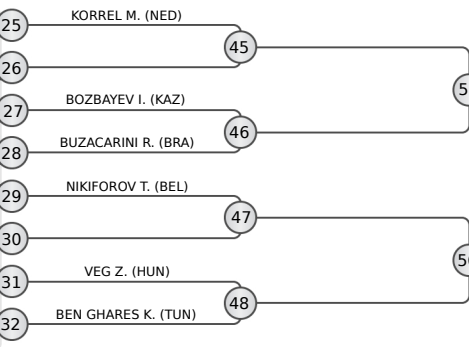 25
KORREL M. (NED)
45
26
27
BOZBAYEV I. (KAZ)
46
28
BUZACARINI R. (BRA)
29
NIKIFOROV T. (BEL)
47
30
31
VEG Z. (HUN)
48
32
BEN GHARES K. (TUN)